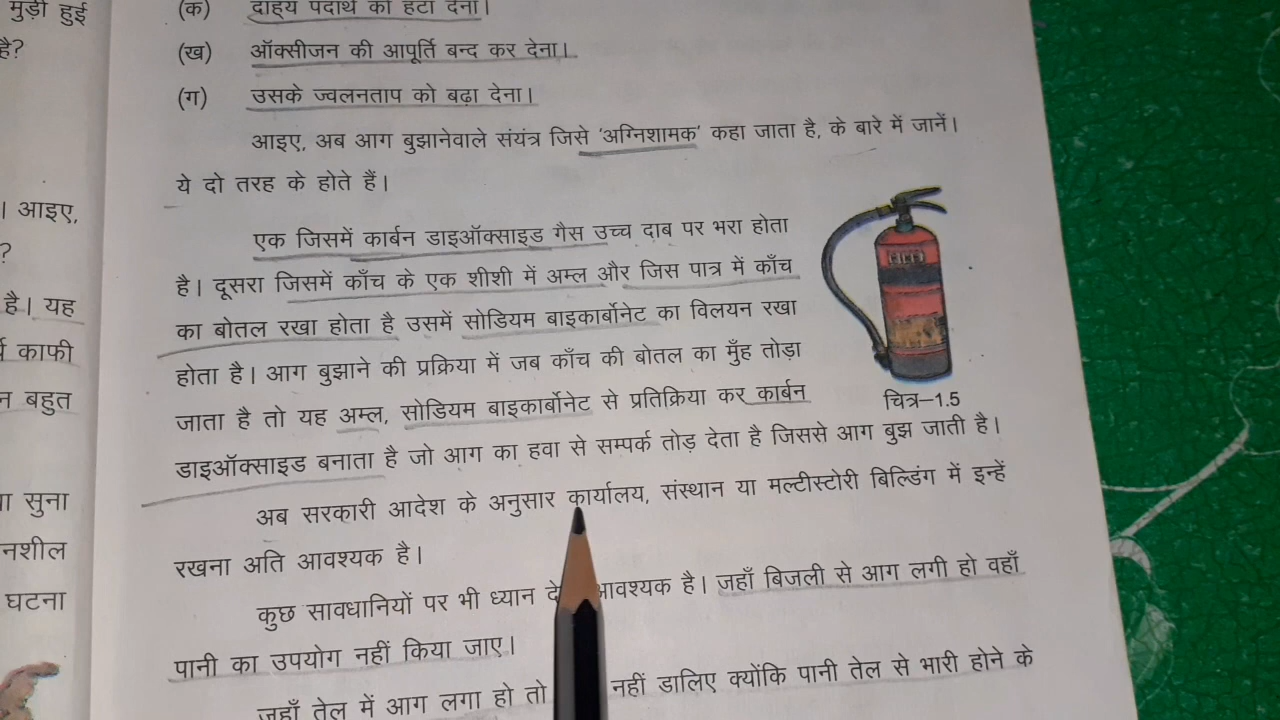 मुड़ी हुई
है?
। आइए,
?
है। यह
काफी
बहुत
सुना
नशील
घटना
(क) दाह्य पदार्थ को हटा देना।
(ख) ऑक्सीजन की आपूर्ति बन्द कर देना।
(ग) उसके ज्वलनताप को बढ़ा देना।
आइए, अब आग बुझानेवाले संयंत्र जिसे 'अग्निशामक' कहा जाता है, के बारे में जानें।
ये दो तरह के होते हैं।
एक जिसमें कार्बन डाइऑक्साइड गैस उच्च दाब पर भरा होता
है। दूसरा जिसमें काँच के एक शीशी में अम्ल और जिस पात्र में काँच
का बोतल रखा होता है उसमें सोडियम बाइकार्बोनेट का विलयन रखा
होता है। आग बुझाने की प्रक्रिया में जब काँच की बोतल का मुँह तोड़ा
जाता है तो यह अम्ल, सोडियम बाइकार्बोनेट से प्रतिक्रिया कर कार्बन
डाइऑक्साइड बनाता है जो आग का हवा से सम्पर्क तोड़ देता है जिससे आग बुझ जाती है।
चित्र–1.5
अब सरकारी आदेश के अनुसार कार्यालय, संस्थान या मल्टीस्टोरी बिल्डिंग में इन्हें
रखना अति आवश्यक है।
कुछ सावधानियों पर भी ध्यान आवश्यक है। जहाँ बिजली से आग लगी हो वहाँ
पानी का उपयोग नहीं किया जाए।
जहाँ तेल में आग लगा हो तो नहीं डालिए क्योंकि पानी तेल से भारी होने के